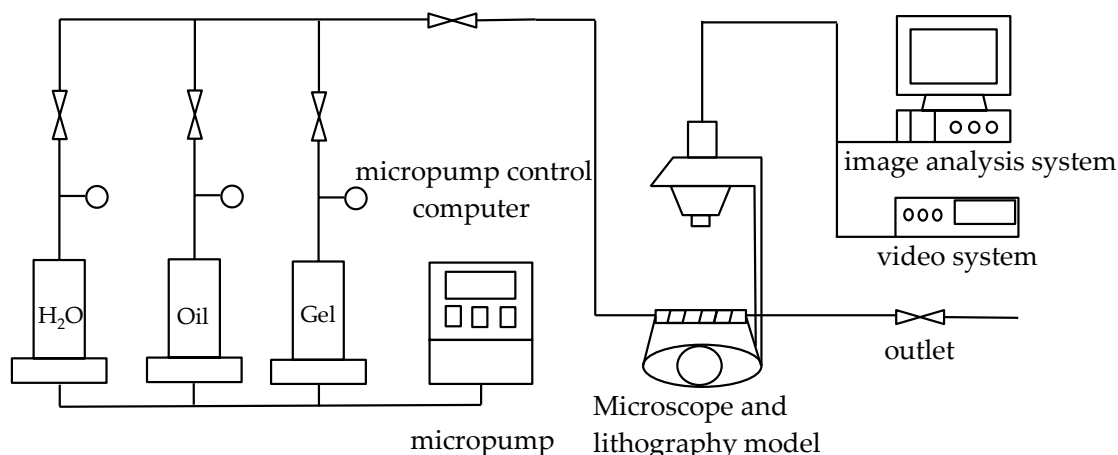 micropump control
computer
image analysis system
video system
H₂O
Oil
Gel
outlet
Microscope and
lithography model
micropump